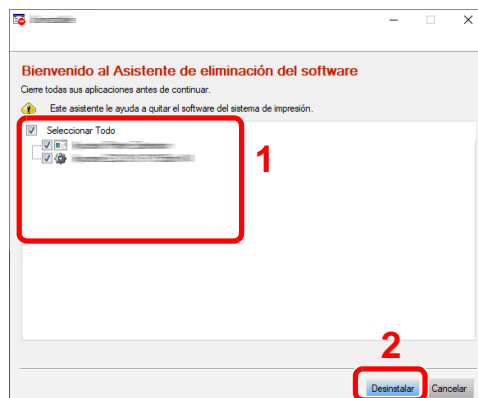 Bienvenido al Asistente de eliminación del software
Cierre todas sus aplicaciones antes de continuar.
Este asistente le ayuda a quitar el software del sistema de impresión.
Seleccionar Todo
1
2
Desinstalar Cancelar